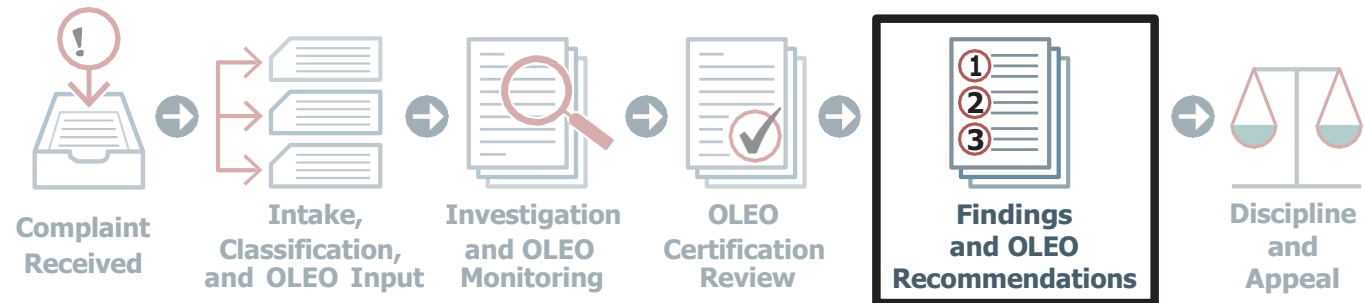 !
Complaint
Received
Intake,
Classification,
and OLEO Input
Investigation
and OLEO
Monitoring
OLEO
Certification
Review
1
2
3
Findings
and OLEO
Recommendations
Discipline
and
Appeal